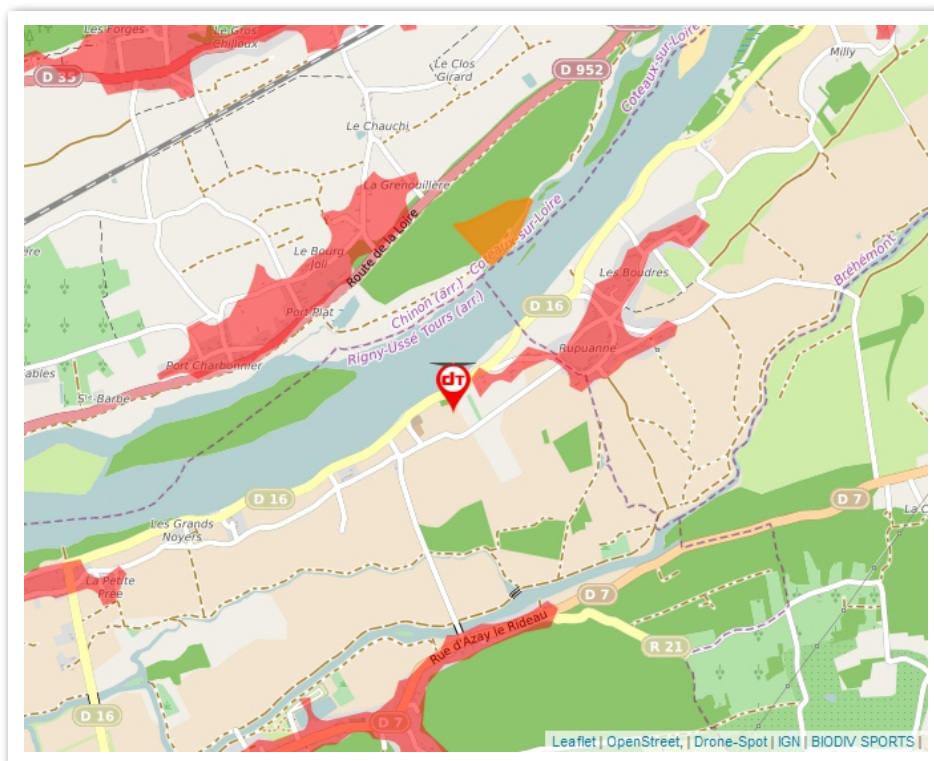 Les Forges
Le Gros
Chilloux
D 35
Le Clos
Girard
D 952
Coteaux-sur-Loire
Milly
Le Chauchi
La Grenouillère
Le Bourg
Joli
Route de la Loire
Port Plat
Chinon (arr.)
Coteaux-sur-Loire
Rigny-Ussé Tours (arr.)
Les Boudres
Bréhémont
D 16
Rupuanne
Port Charbonnier
Ste-Barbe
DT
D 16
Les Grands
Noyers
D 7
La Petite
Prée
D 7
Rue d'Azay le Rideau
R 21
D 16
D 7
Leaflet | OpenStreet, | Drone-Spot | IGN | BIODIV SPORTS |